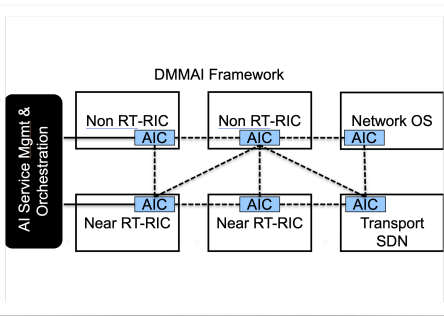 DMMAI Framework
AI Service Mgmt &
Orchestration
Non RT-RIC
AIC
Non RT-RIC
AIC
Network OS
AIC
AIC
Near RT-RIC
AIC
Near RT-RIC
AIC
Transport
SDN